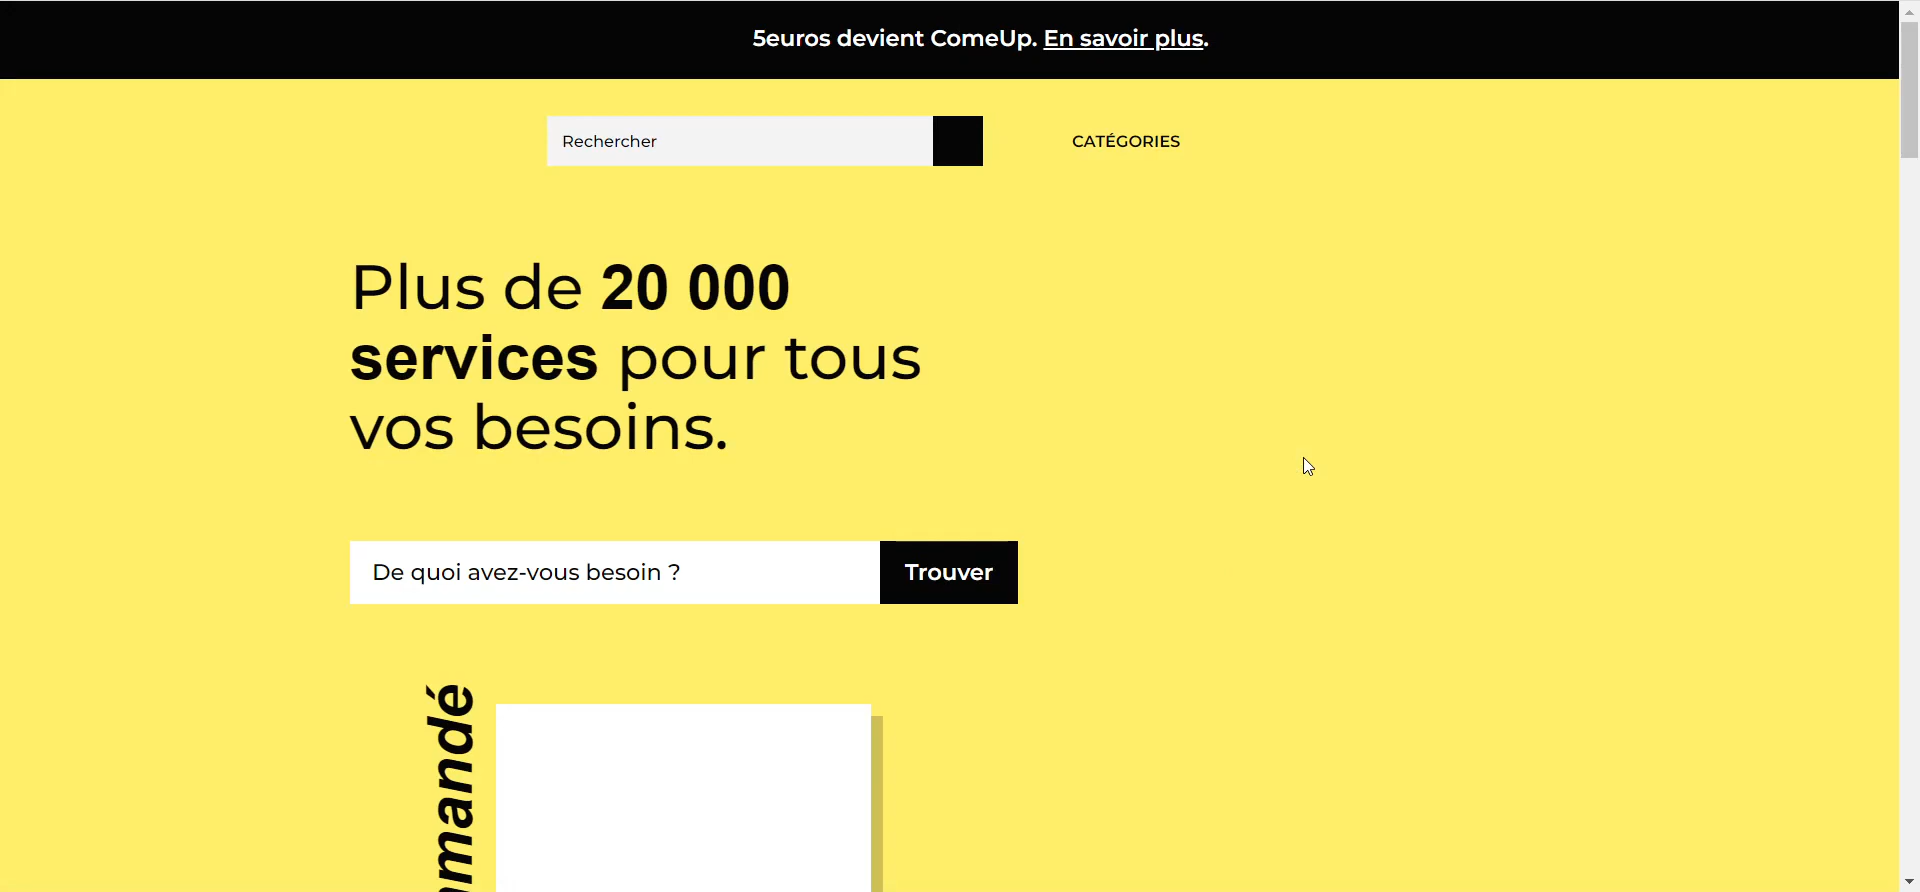 5euros devient ComeUp. En savoir plus.
Rechercher
CATÉGORIES
Plus de 20 000
services pour tous
vos besoins.
De quoi avez-vous besoin ?
Trouver
mandé